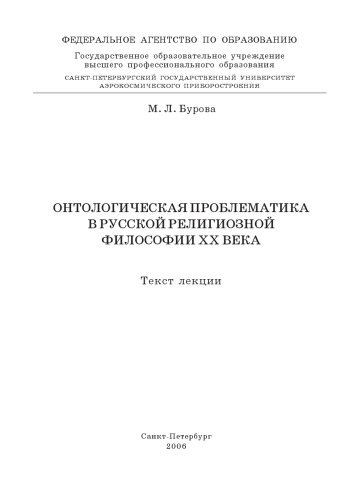 ФЕДЕРАЛЬНОЕ АГЕНТСТВО ПО ОБРАЗОВАНИЮ
Государственное образовательное учреждение
высшего профессионального образования
САНКТ-ПЕТЕРБУРГСКИЙ ГОСУДАРСТВЕННЫЙ УНИВЕРСИТЕТ
АЭРОКОСМИЧЕСКОГО ПРИБОРОСТРОЕНИЯ
М. Л. Бурова
ОНТОЛОГИЧЕСКАЯ ПРОБЛЕМАТИКА
В РУССКОЙ РЕЛИГИОЗНОЙ
ФИЛОСОФИИ XX ВЕКА
Текст лекции
Санкт-Петербург
2006